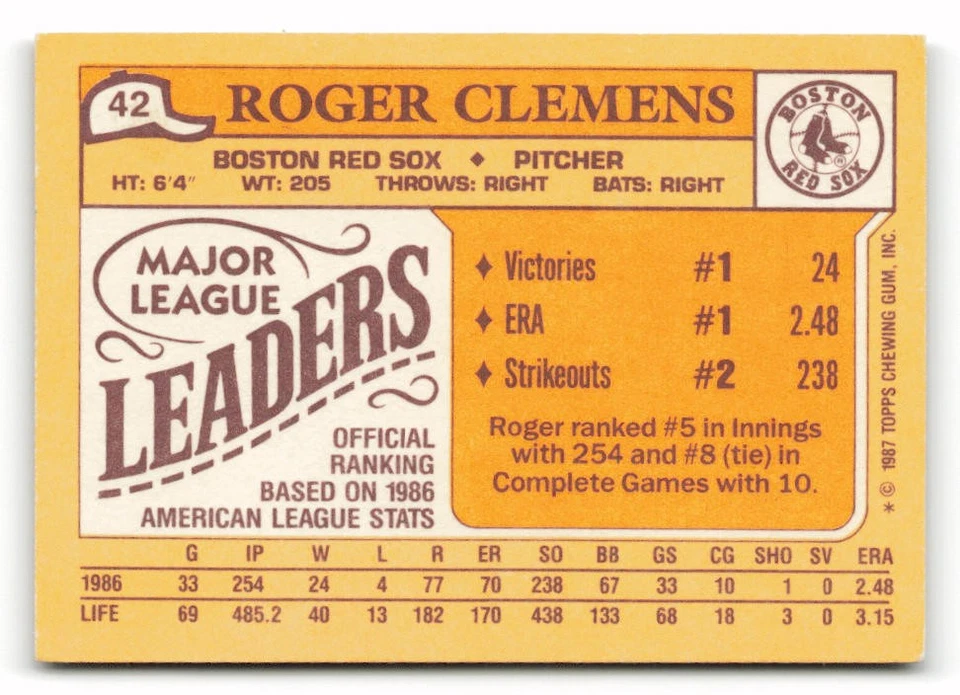 42 ROGER CLEMENS
BOSTON RED SOX
BOSTON RED SOX ♦ PITCHER
HT: 6'4" WT: 205 THROWS: RIGHT BATS: RIGHT
MAJOR
LEAGUE
LEADERS
OFFICIAL
RANKING
BASED ON 1986
AMERICAN LEAGUE STATS
♦ Victories #1 24
♦ ERA #1 2.48
♦ Strikeouts #2 238
Roger ranked #5 in Innings
with 254 and #8 (tie) in
Complete Games with 10.
* © 1987 TOPPS CHEWING GUM, INC.
G IP W L R ER SO BB GS CG SHO SV ERA
1986 33 254 24 4 77 70 238 67 33 10 1 0 2.48
LIFE 69 485.2 40 13 182 170 438 133 68 18 3 0 3.15